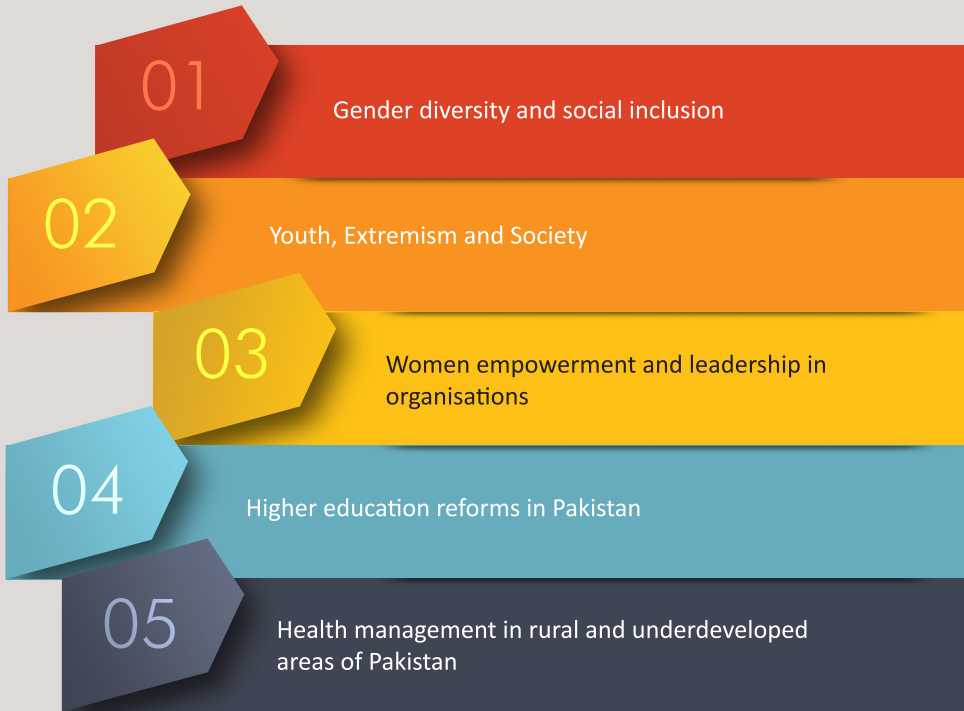 01
Gender diversity and social inclusion
02
Youth, Extremism and Society
03
Women empowerment and leadership in
organisations
04
Higher education reforms in Pakistan
05
Health management in rural and underdeveloped
areas of Pakistan